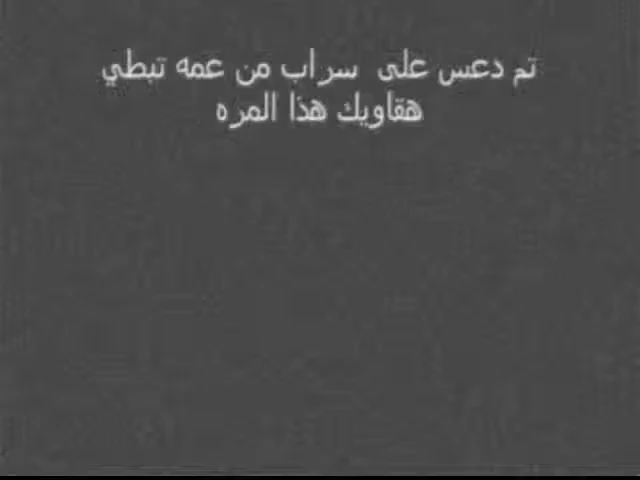 تم دعس على سراب من عمه تبطي
هقاويك هذا المره